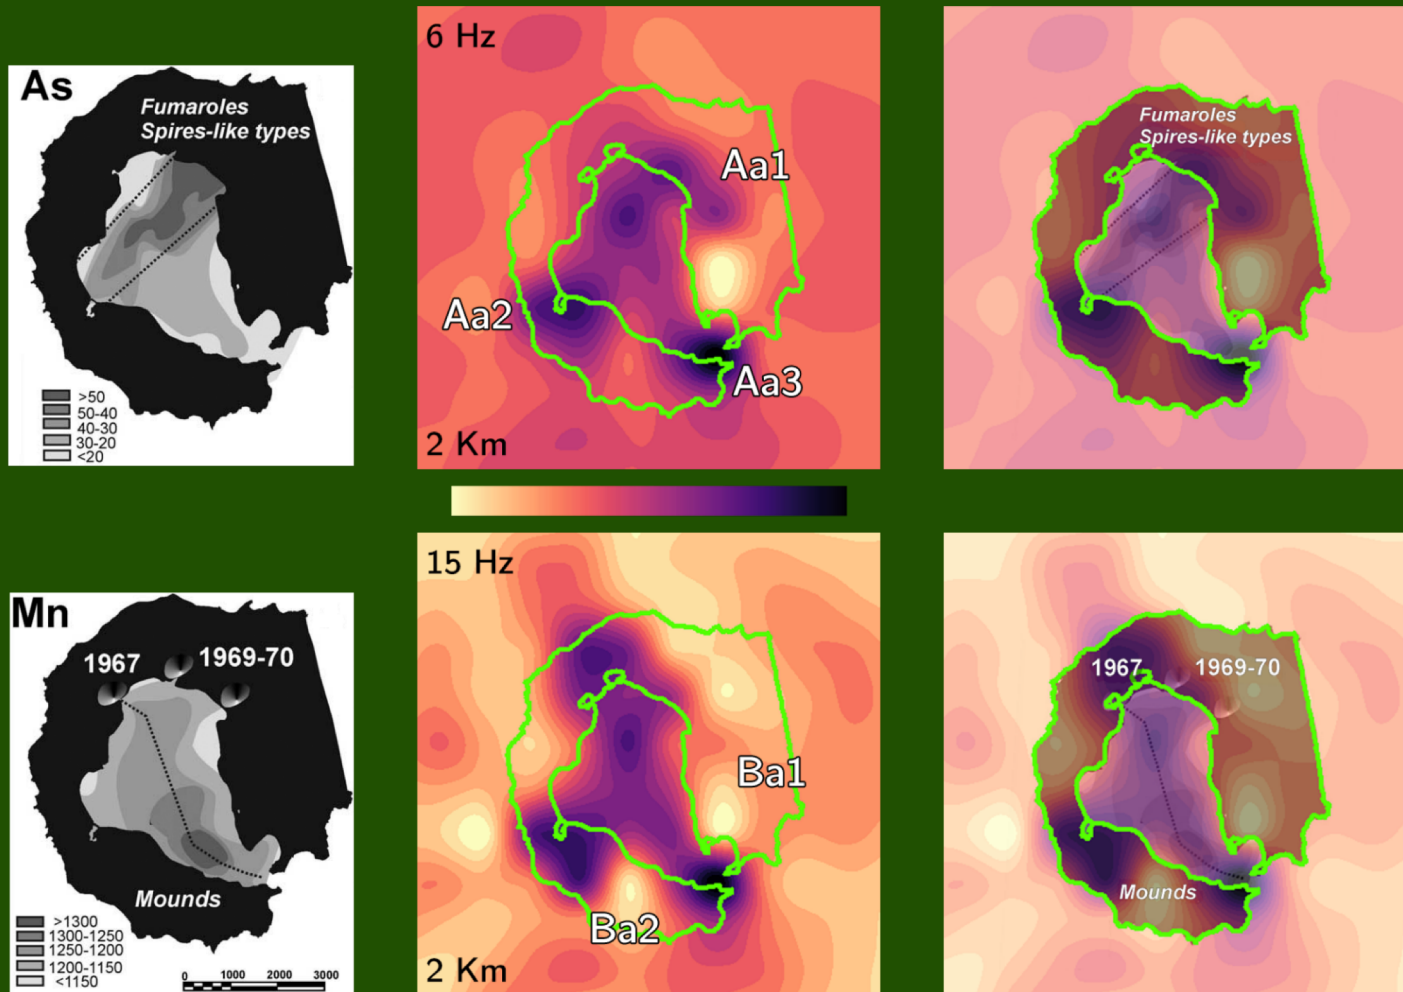 As
Fumaroles
Spires-like types
>50
50-40
40-30
30-20
<20
6 Hz
Aa1
Aa2
Aa3
2 Km
Fumaroles
Spires-like types
Mn
1967
1969-70
Mounds
>1300
1300-1250
1250-1200
1200-1150
<1150
0 1000 2000 3000
15 Hz
Ba1
Ba2
2 Km
1967
1969-70
Mounds